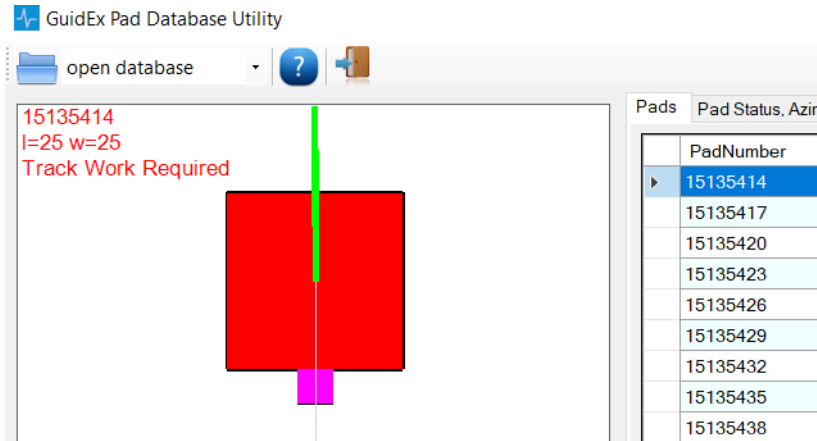 GuidEx Pad Database Utility
open database
?
15135414
l=25 w=25
Track Work Required
Pads
Pad Status, Azi
PadNumber
15135414
15135417
15135420
15135423
15135426
15135429
15135432
15135435
15135438